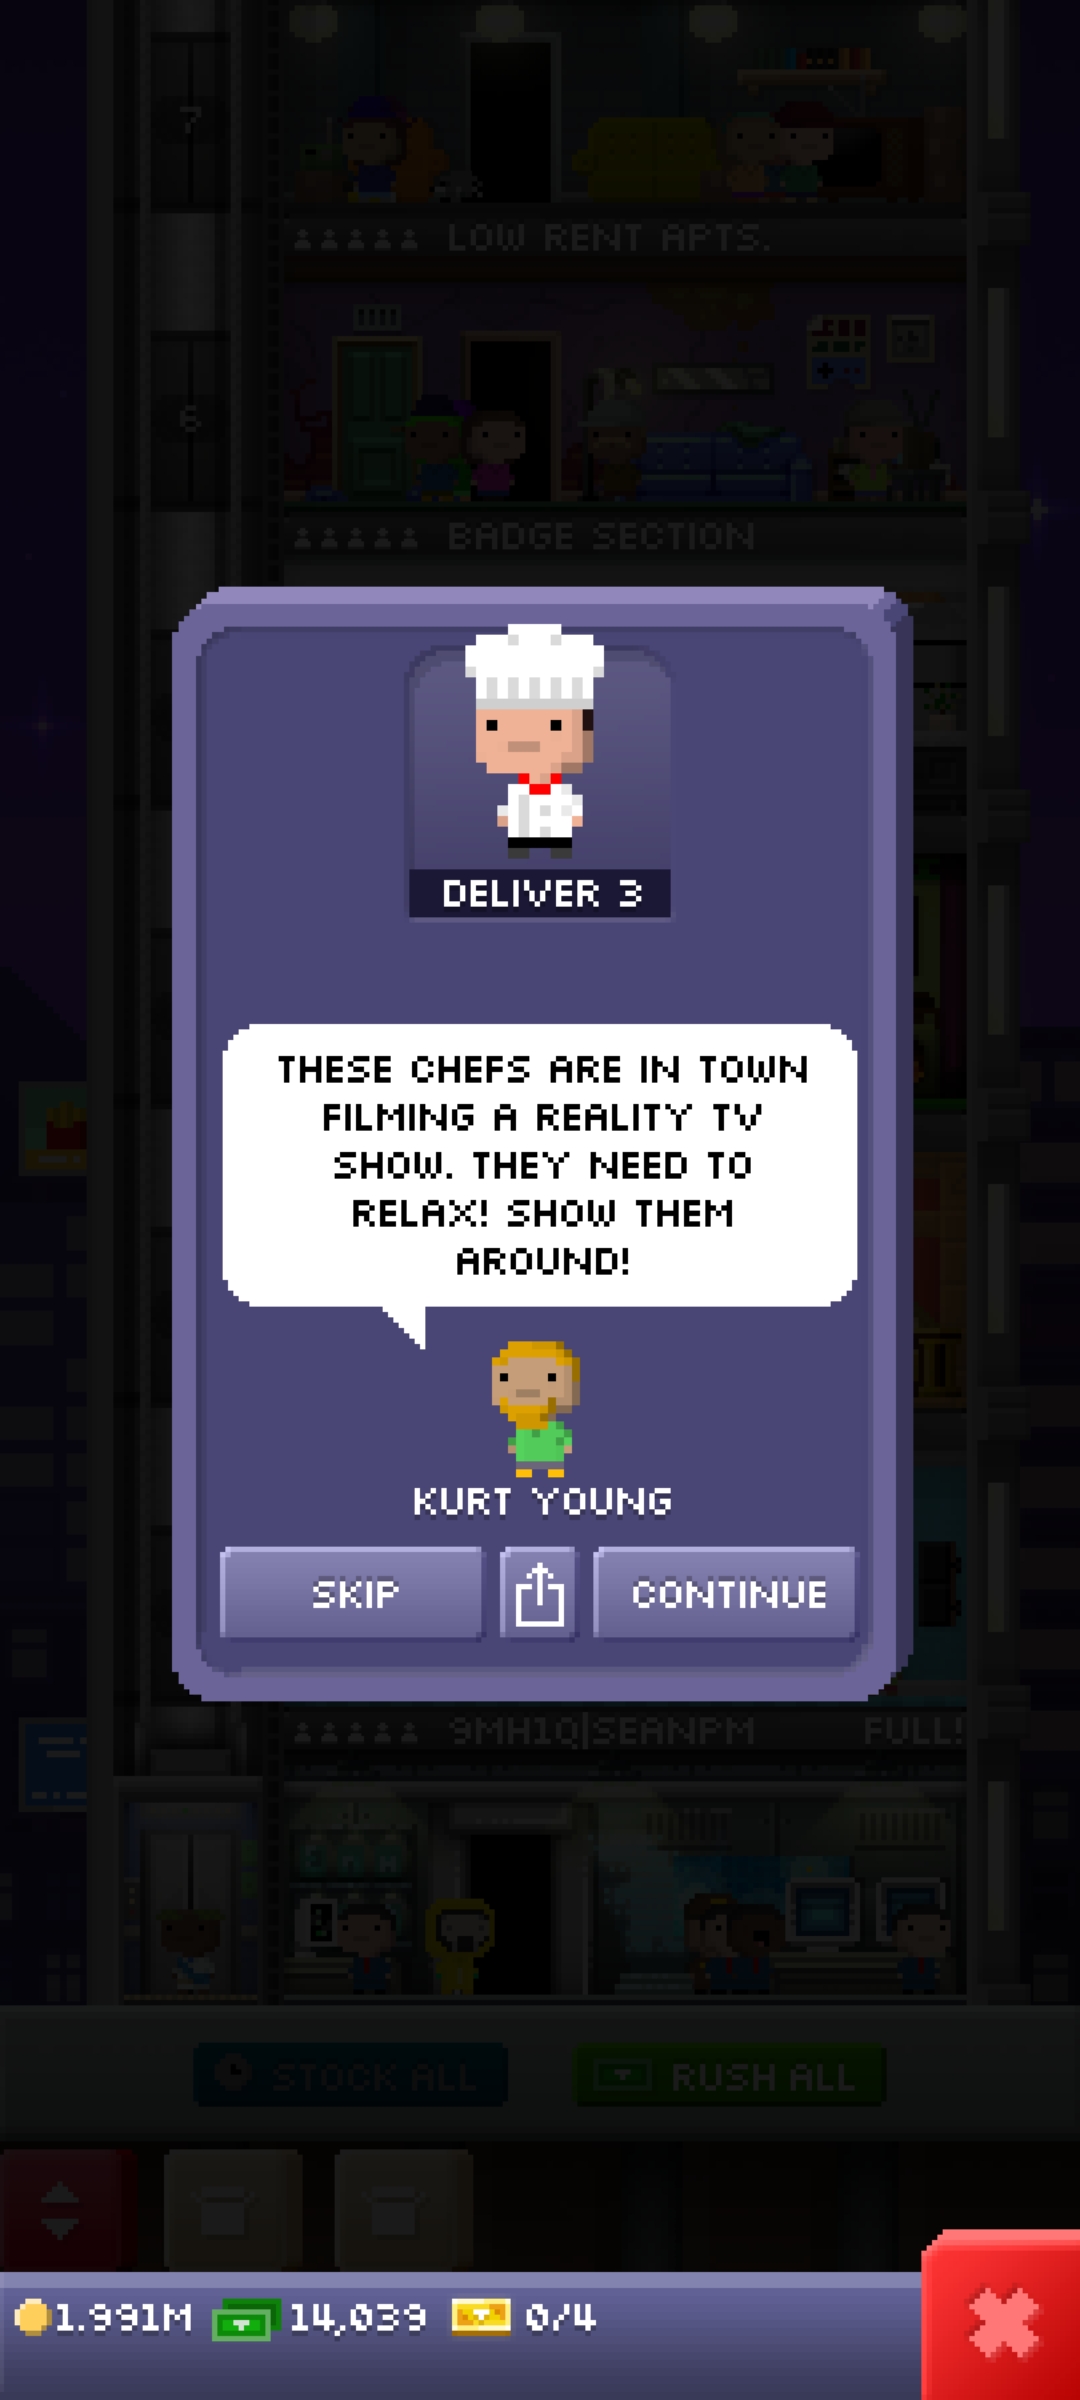 7
LOW RENT APTS.
6
BADGE SECTION
DELIVER 3
THESE CHEFS ARE IN TOWN
FILMING A REALITY TV
SHOW. THEY NEED TO
RELAX! SHOW THEM
AROUND!
KURT YOUNG
SKIP
CONTINUE
9MH1Q|SEANPM FULL!
STOCK ALL
RUSH ALL
1.991M 14,039 0/4